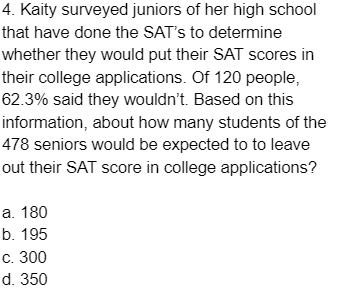 4. Kaity surveyed juniors of her high school
that have done the SAT's to determine
whether they would put their SAT scores in
their college applications. Of 120 people,
62.3% said they wouldn't. Based on this
information, about how many students of the
478 seniors would be expected to to leave
out their SAT score in college applications?
a. 180
b. 195
c. 300
d. 350